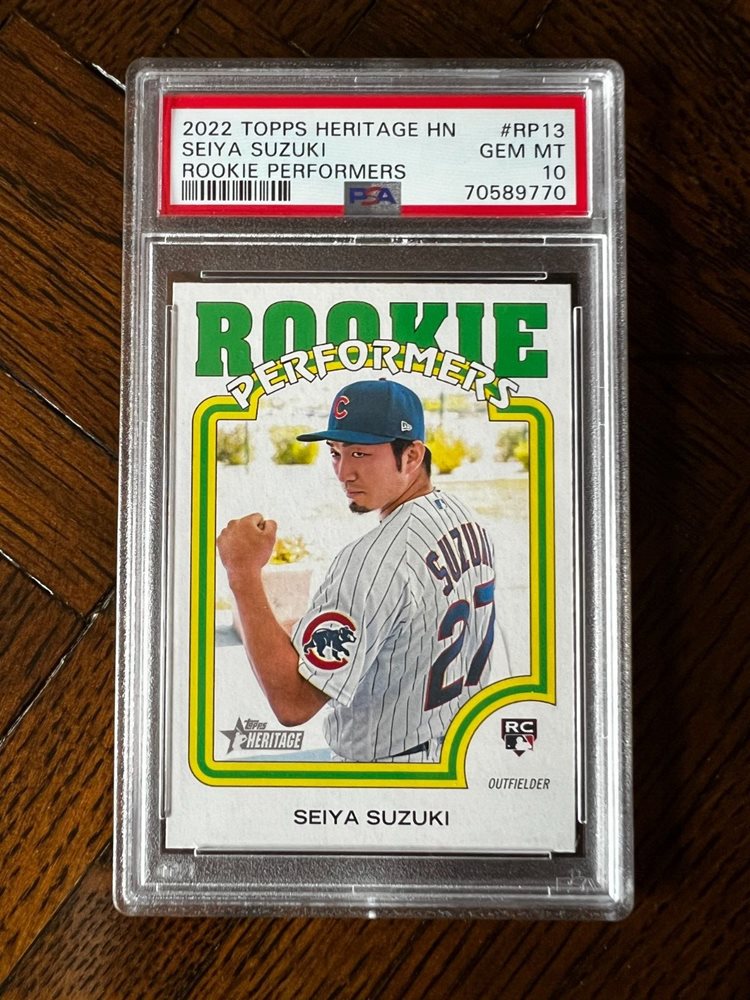 2022 TOPPS HERITAGE HN #RP13
SEIYA SUZUKI GEM MT
ROOKIE PERFORMERS 10
PSA 70589770
ROOKIE
PERFORMERS
C
SUZUKI
27
TOPPS
HERITAGE
RC
OUTFIELDER
SEIYA SUZUKI